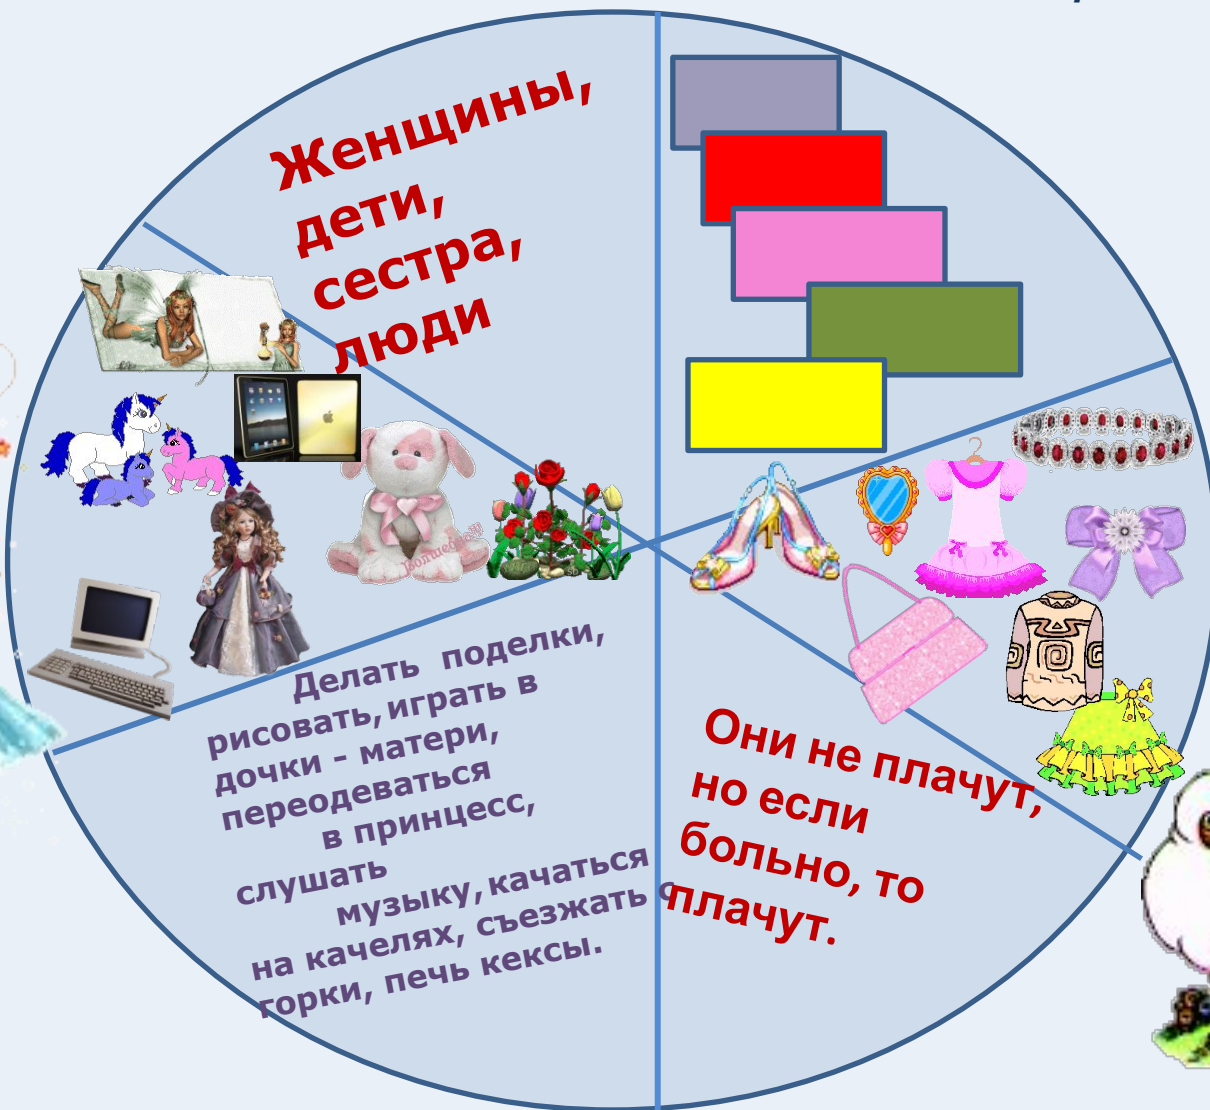 Женщины,
дети,
сестра,
люди
Волшебство
Делать поделки,
рисовать, играть в
дочки - матери,
переодеваться
в принцесс,
слушать
музыку, качаться
на качелях, съезжать с
горки, печь кексы.
Они не плачут,
но если
больно, то
плачут.